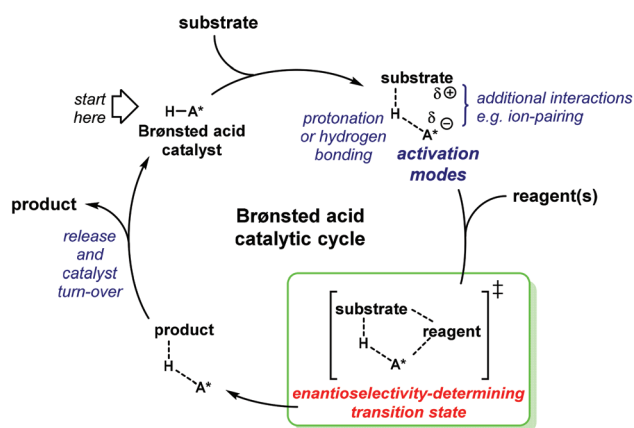 substrate
start
here
H–A*
Brønsted acid
catalyst
substrate
δ⊕
H
δ⊖
A*
protonation
or hydrogen
bonding
activation
modes
additional interactions
e.g. ion-pairing
reagent(s)
Brønsted acid
catalytic cycle
product
release
and
catalyst
turn-over
substrate
reagent
H
A*
‡
enantioselectivity-determining
transition state
product
H
A*